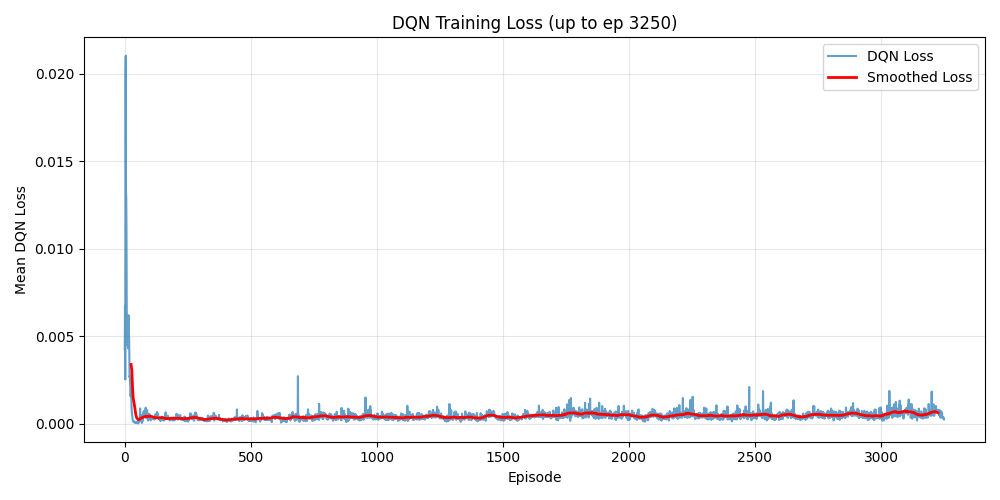 DQN Training Loss (up to ep 3250)
DQN Loss
Smoothed Loss
Mean DQN Loss
0.020
0.015
0.010
0.005
0.000
0
500
1000
1500
2000
2500
3000
Episode